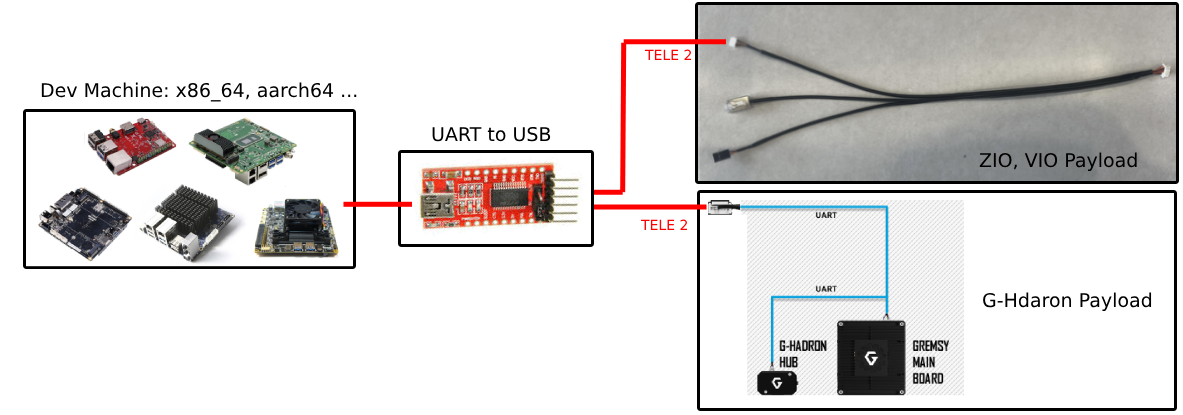 Dev Machine: x86_64, aarch64 ...
UART to USB
TELE 2
ZIO, VIO Payload
TELE 2
UART
UART
G-Hdaron Payload
G-HADRON
HUB
GREMSY
MAIN
BOARD